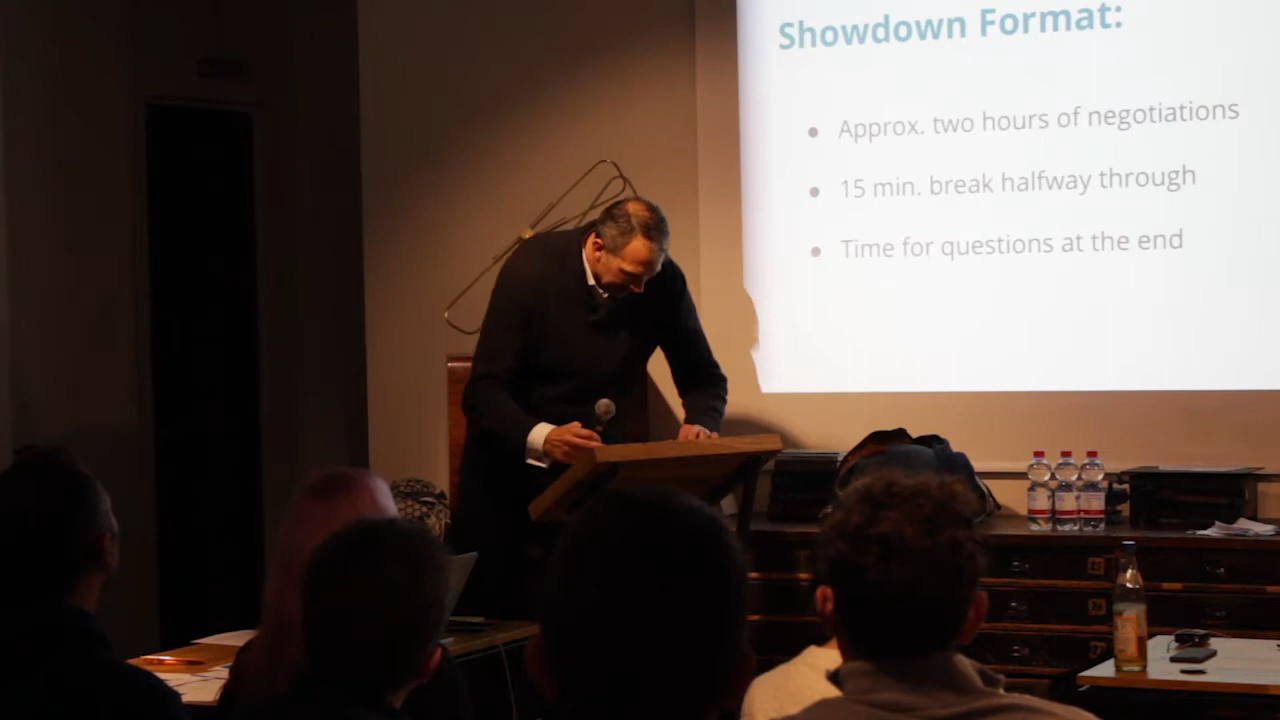 Showdown Format:
Approx. two hours of negotiations
15 min. break halfway through
Time for questions at the end